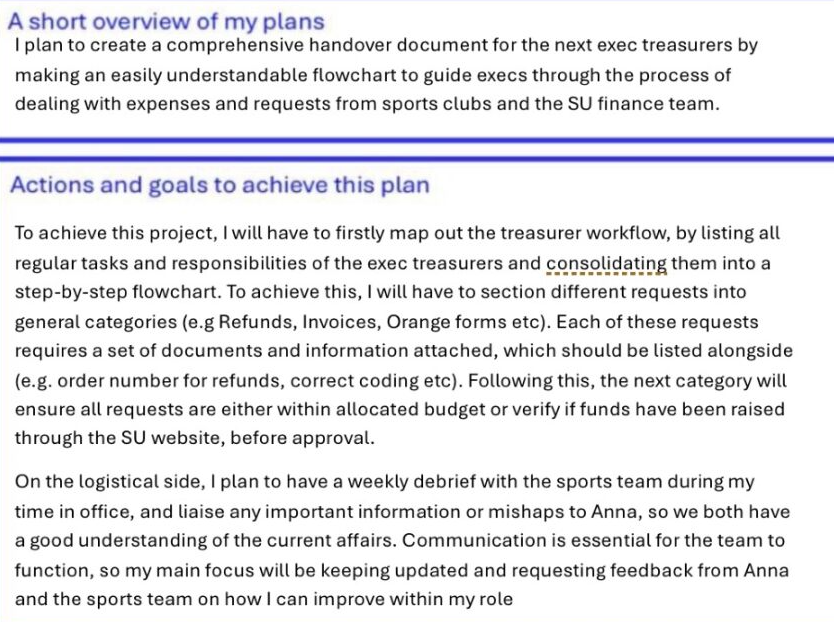 A short overview of my plans
I plan to create a comprehensive handover document for the next exec treasurers by
making an easily understandable flowchart to guide execs through the process of
dealing with expenses and requests from sports clubs and the SU finance team.
Actions and goals to achieve this plan
To achieve this project, I will have to firstly map out the treasurer workflow, by listing all
regular tasks and responsibilities of the exec treasurers and consolidating them into a
step-by-step flowchart. To achieve this, I will have to section different requests into
general categories (e.g Refunds, Invoices, Orange forms etc). Each of these requests
requires a set of documents and information attached, which should be listed alongside
(e.g. order number for refunds, correct coding etc). Following this, the next category will
ensure all requests are either within allocated budget or verify if funds have been raised
through the SU website, before approval.
On the logistical side, I plan to have a weekly debrief with the sports team during my
time in office, and liaise any important information or mishaps to Anna, so we both have
a good understanding of the current affairs. Communication is essential for the team to
function, so my main focus will be keeping updated and requesting feedback from Anna
and the sports team on how I can improve within my role